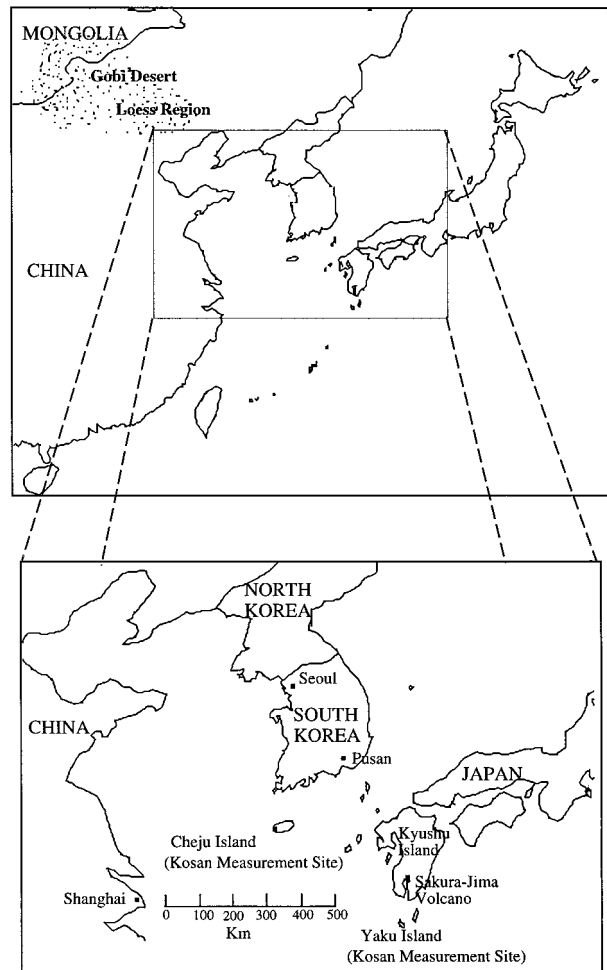 MONGOLIA
Gobi Desert
Loess Region
CHINA
NORTH
KOREA
Seoul
CHINA
SOUTH
KOREA
Pusan
JAPAN
Cheju Island
(Kosan Measurement Site)
Kyushu
Island
Shanghai
Sakura-Jima
Volcano
0 100 200 300 400 500
Km
Yaku Island
(Kosan Measurement Site)